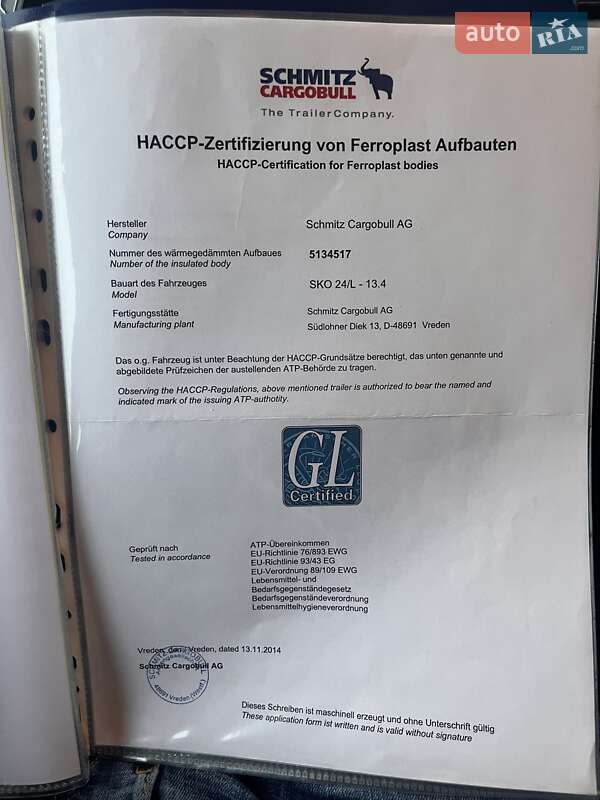 auto RIA .com
SCHMITZ
CARGOBULL
The TrailerCompany.
HACCP-Zertifizierung von Ferroplast Aufbauten
HACCP-Certification for Ferroplast bodies
Hersteller Schmitz Cargobull AG
Company
Nummer des wärmegedämmten Aufbaues 5134517
Number of the insulated body
Bauart des Fahrzeuges SKO 24/L - 13.4
Model
Fertigungsstätte Schmitz Cargobull AG
Manufacturing plant Südlohner Diek 13, D-48691 Vreden
Das o.g. Fahrzeug ist unter Beachtung der HACCP-Grundsätze berechtigt, das unten genannte und
abgebildete Prüfzeichen der austellenden ATP-Behörde zu tragen.
Observing the HACCP-Regulations, above mentioned trailer is authorized to bear the named and
indicated mark of the issuing ATP-authotity.
GL
Certified
Geprüft nach ATP-Übereinkommen
Tested in accordance EU-Richtlinie 76/893 EWG
EU-Richtlinie 93/43 EG
EU-Verordnung 89/109 EWG
Lebensmittel- und
Bedarfsgegenständegesetz
Bedarfsgegenständeverordnung
Lebensmittelhygieneverordnung
Vreden, den / Vreden, dated 13.11.2014
Schmitz Cargobull AG
SCHMITZ CARGOBULL
48691 Vreden (Westf.)
Dieses Schreiben ist maschinell erzeugt und ohne Unterschrift gültig
These application form ist written and is valid without signature